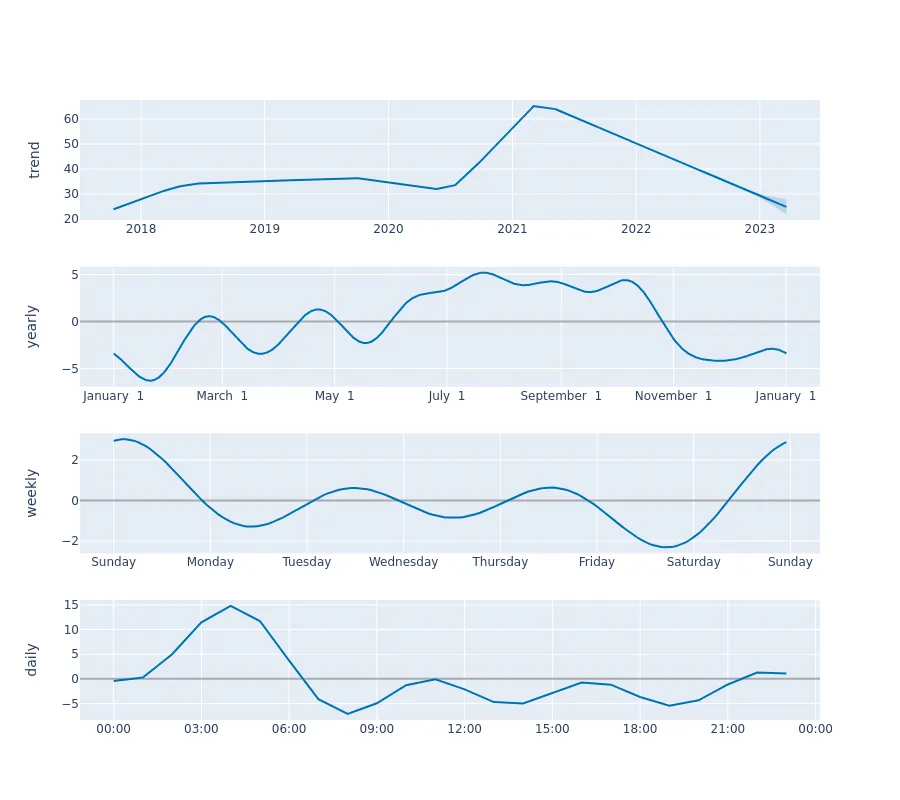 60
50
40
30
20
trend
2018 2019 2020 2021 2022 2023
5
0
−5
yearly
January 1 March 1 May 1 July 1 September 1 November 1 January 1
2
0
−2
weekly
Sunday Monday Tuesday Wednesday Thursday Friday Saturday Sunday
15
10
5
0
−5
daily
00:00 03:00 06:00 09:00 12:00 15:00 18:00 21:00 00:00